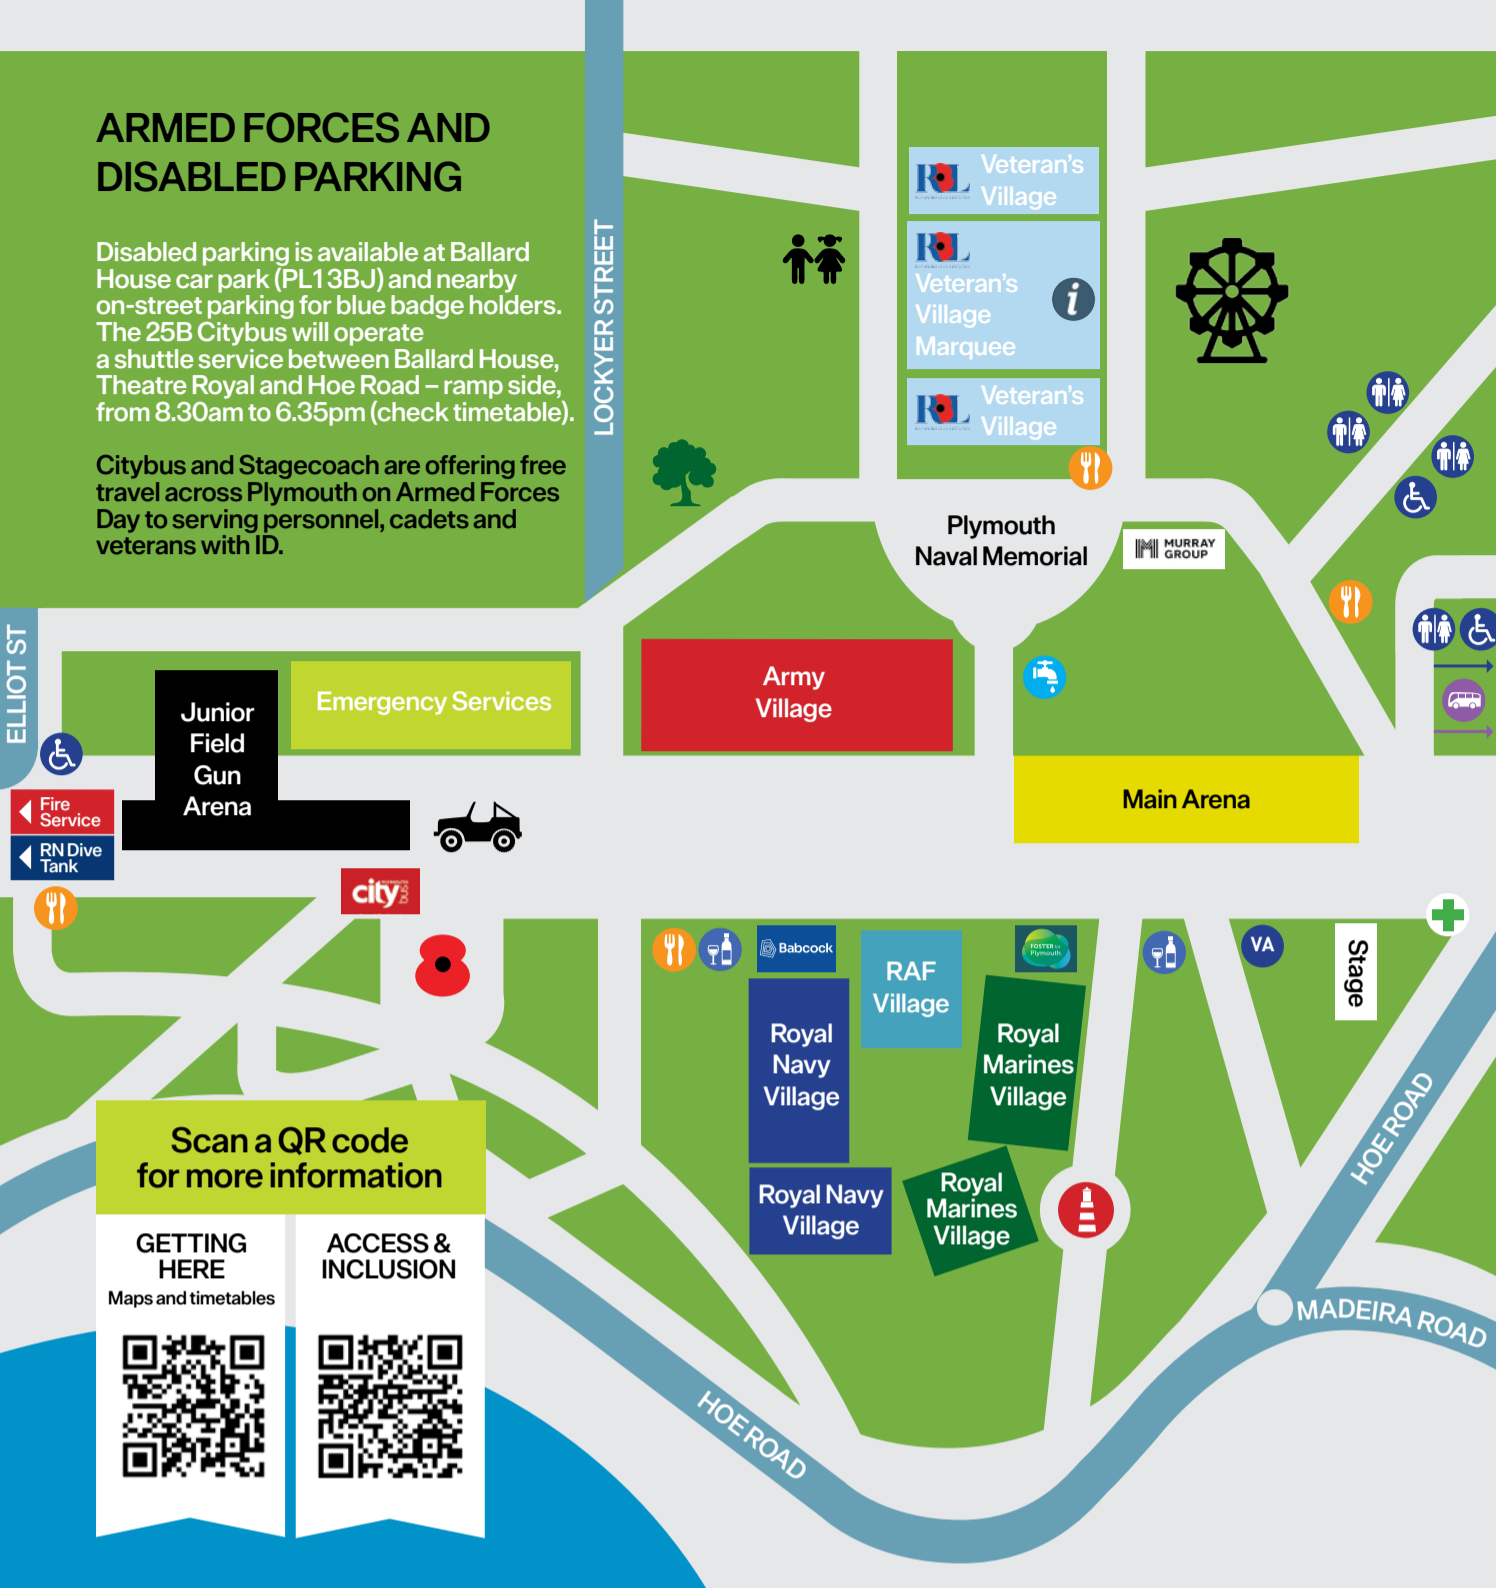 ARMED FORCES AND
DISABLED PARKING
Disabled parking is available at Ballard
House car park (PL1 3BJ) and nearby
on-street parking for blue badge holders.
The 25B Citybus will operate
a shuttle service between Ballard House,
Theatre Royal and Hoe Road – ramp side,
from 8.30am to 6.35pm (check timetable).
Citybus and Stagecoach are offering free
travel across Plymouth on Armed Forces
Day to serving personnel, cadets and
veterans with ID.
LOCKYER STREET
Veteran's
Village
Veteran's
Village
Marquee
i
Veteran's
Village
Plymouth
Naval Memorial
MURRAY
GROUP
ELLIOT ST
Junior
Field
Gun
Arena
Emergency Services
Army
Village
Main Arena
Fire
Service
RN Dive
Tank
city
bus
Babcock
RAF
Village
FOSTER for
Plymouth
VA
Stage
Royal
Navy
Village
Royal
Marines
Village
Royal Navy
Village
Royal
Marines
Village
HOE ROAD
MADEIRA ROAD
HOE ROAD
Scan a QR code
for more information
GETTING
HERE
Maps and timetables
ACCESS &
INCLUSION